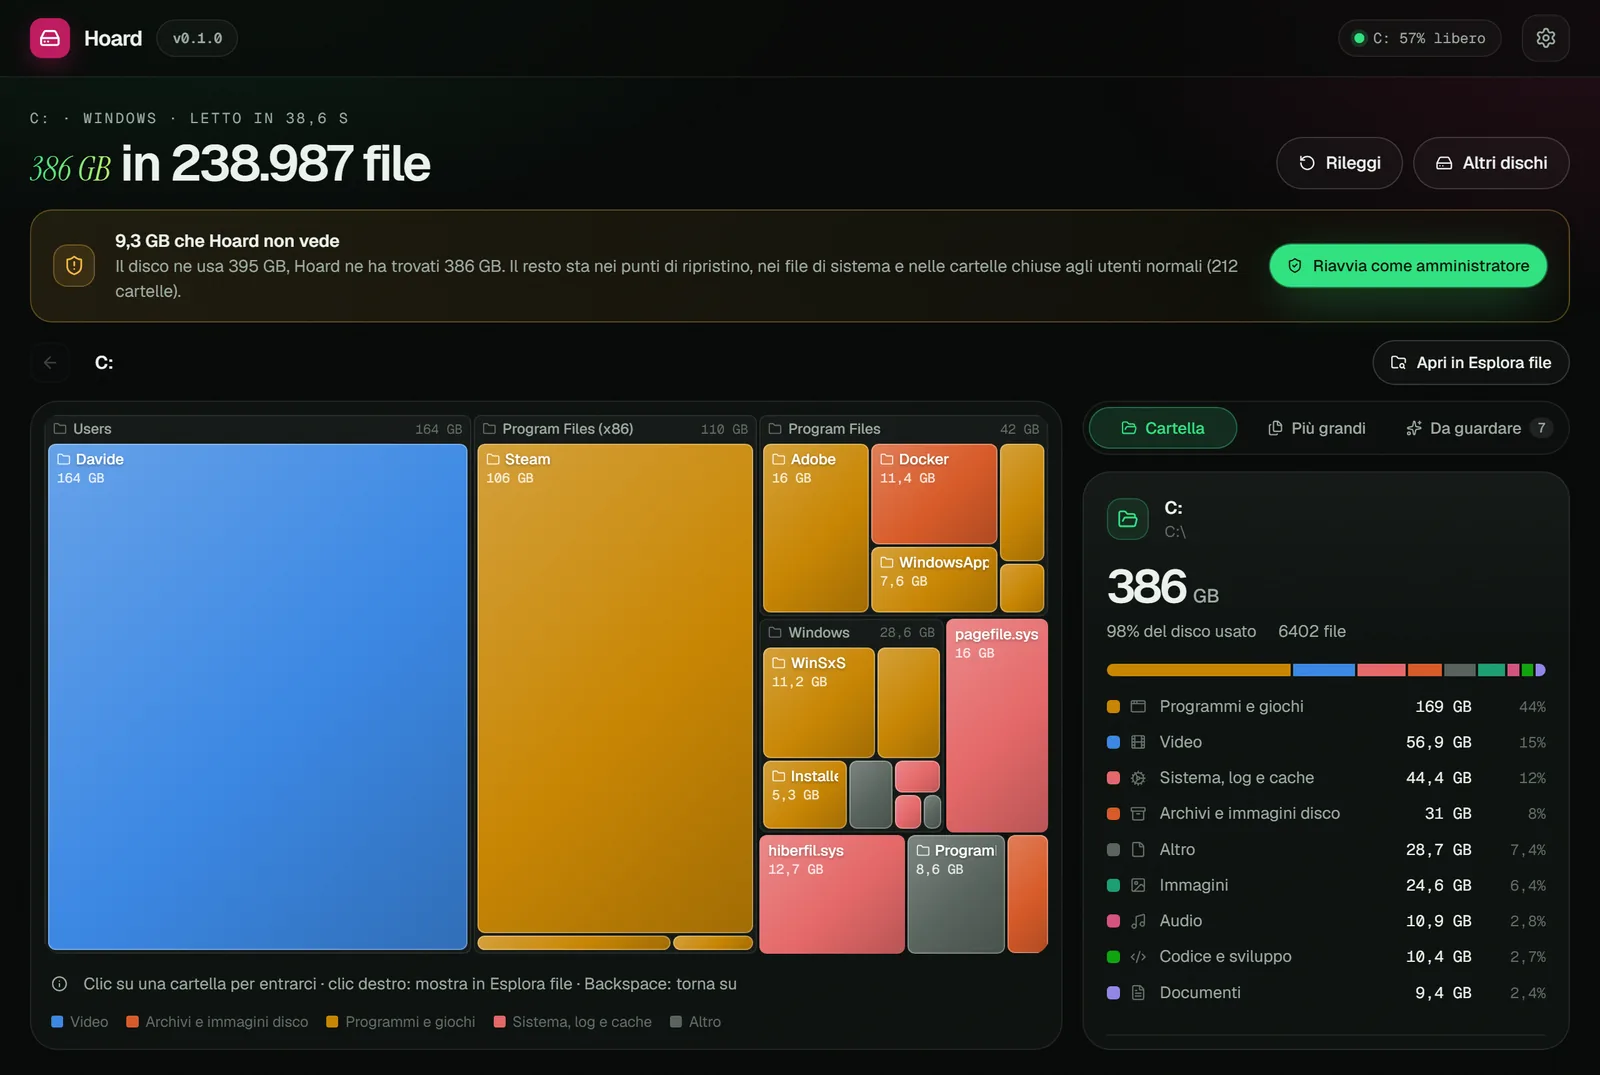 Hoard
v0.1.0
C: 57% libero
C: · WINDOWS · LETTO IN 38,6 S
386 GB in 238.987 file
Rileggi
Altri dischi
9,3 GB che Hoard non vede
Il disco ne usa 395 GB, Hoard ne ha trovati 386 GB. Il resto sta nei punti di ripristino, nei file di sistema e nelle cartelle chiuse agli utenti normali (212
cartelle).
Riavvia come amministratore
C:
Apri in Esplora file
Users 164 GB
Davide
164 GB
Program Files (x86) 110 GB
Steam
106 GB
Program Files 42 GB
Adobe
16 GB
Docker
11,4 GB
WindowsApp
7,6 GB
Windows 28,6 GB
WinSxS
11,2 GB
Installe
5,3 GB
pagefile.sys
16 GB
hiberfil.sys
12,7 GB
Program
8,6 GB
Clic su una cartella per entrarci · clic destro: mostra in Esplora file · Backspace: torna su
Video
Archivi e immagini disco
Programmi e giochi
Sistema, log e cache
Altro
Cartella
Più grandi
Da guardare 7
C:
C:\
386 GB
98% del disco usato 6402 file
Programmi e giochi 169 GB 44%
Video 56,9 GB 15%
Sistema, log e cache 44,4 GB 12%
Archivi e immagini disco 31 GB 8%
Altro 28,7 GB 7,4%
Immagini 24,6 GB 6,4%
Audio 10,9 GB 2,8%
Codice e sviluppo 10,4 GB 2,7%
Documenti 9,4 GB 2,4%